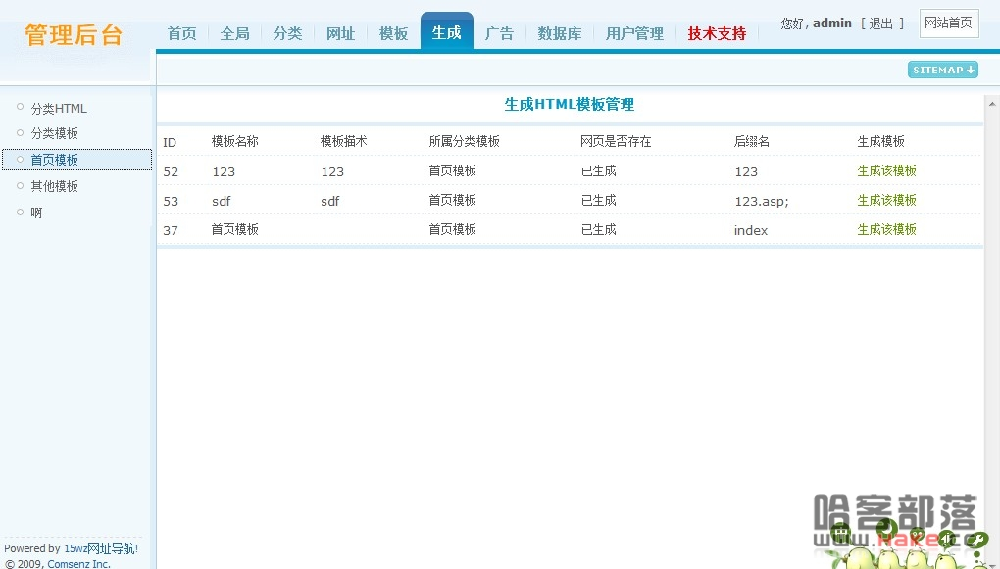 管理后台
首页 全局 分类 网址 模板 生成 广告 数据库 用户管理 技术支持
您好, admin [ 退出 ] 网站首页
SITEMAP
分类HTML
分类模板
首页模板
其他模板
啊
生成HTML模板管理
ID 模板名称 模板描术 所属分类模板 网页是否存在 后缀名 生成模板
52 123 123 首页模板 已生成 123 生成该模板
53 sdf sdf 首页模板 已生成 123.asp; 生成该模板
37 首页模板 首页模板 已生成 index 生成该模板
Powered by 15wz网址导航!
© 2009, Comsenz Inc.
哈客部落